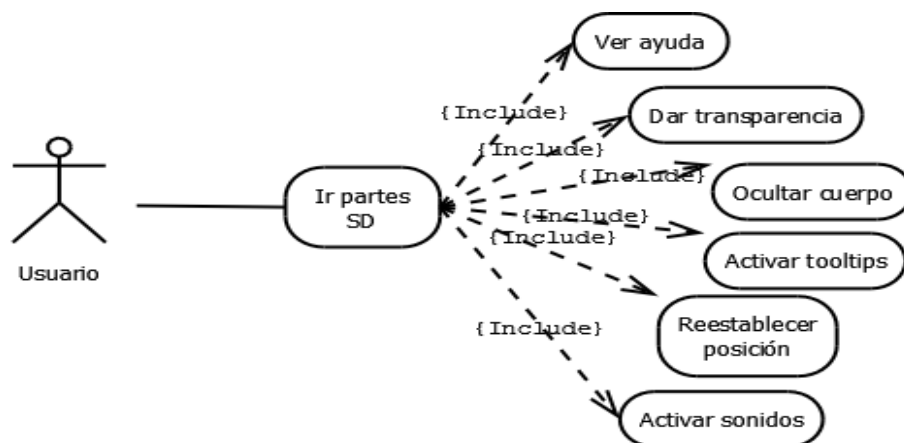 Ver ayuda
{Include}
Dar transparencia
{Include}
{Include}
Ir partes
SD
Ocultar cuerpo
{Include}
{Include}
Usuario
Activar tooltips
Reestablecer
posición
{Include}
Activar sonidos